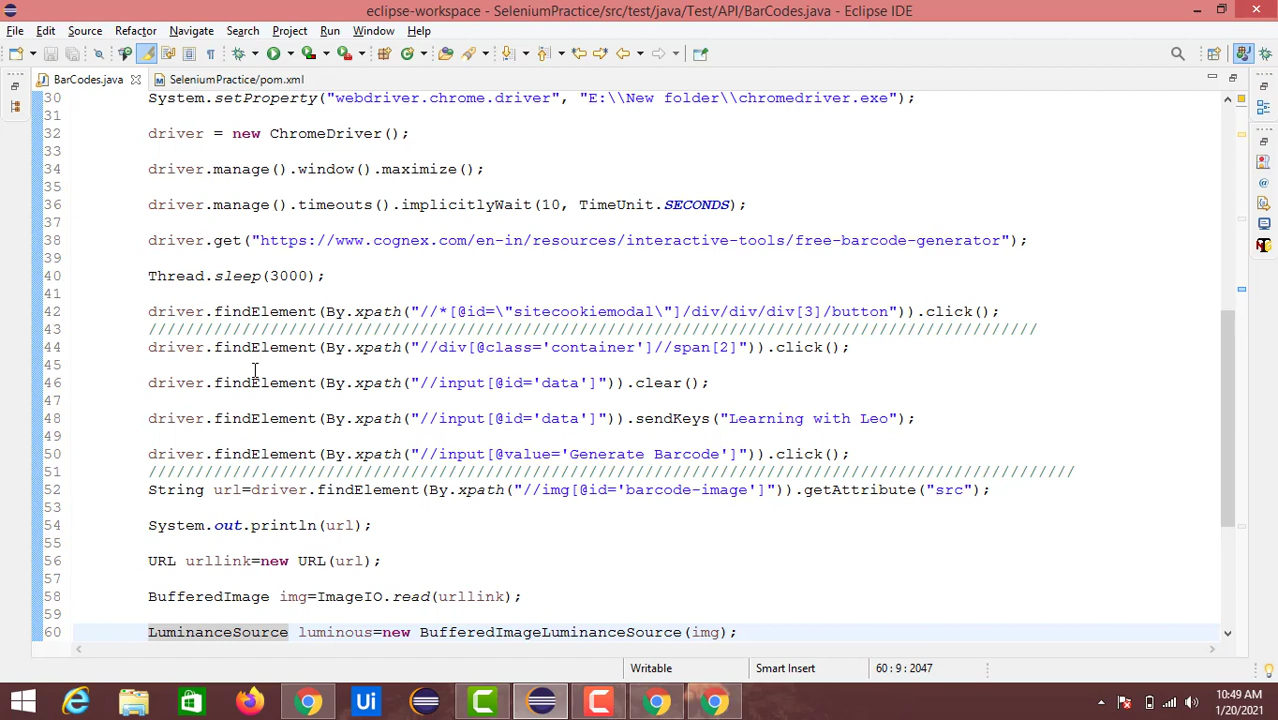 eclipse-workspace - SeleniumPractice/src/test/java/Test/API/BarCodes.java - Eclipse IDE
File Edit Source Refactor Navigate Search Project Run Window Help
BarCodes.java SeleniumPractice/pom.xml
30 System.setProperty("webdriver.chrome.driver", "E:\\New folder\\chromedriver.exe");
31
32 driver = new ChromeDriver();
33
34 driver.manage().window().maximize();
35
36 driver.manage().timeouts().implicitlyWait(10, TimeUnit.SECONDS);
37
38 driver.get("https://www.cognex.com/en-in/resources/interactive-tools/free-barcode-generator");
39
40 Thread.sleep(3000);
41
42 driver.findElement(By.xpath("//*[@id=\"sitecookiemodal\"]/div/div/div[3]/button")).click();
43 ///////////////////////////////////////////////////////////////////////////////////////////////
44 driver.findElement(By.xpath("//div[@class='container']//span[2]")).click();
45
46 driver.findElement(By.xpath("//input[@id='data']")).clear();
47
48 driver.findElement(By.xpath("//input[@id='data']")).sendKeys("Learning with Leo");
49
50 driver.findElement(By.xpath("//input[@value='Generate Barcode']")).click();
51 ///////////////////////////////////////////////////////////////////////////////////////////////////
52 String url=driver.findElement(By.xpath("//img[@id='barcode-image']")).getAttribute("src");
53
54 System.out.println(url);
55
56 URL urllink=new URL(url);
57
58 BufferedImage img=ImageIO.read(urllink);
59
60 LuminanceSource luminous=new BufferedImageLuminanceSource(img);
Writable Smart Insert 60 : 9 : 2047
Ui
10:49 AM
1/20/2021